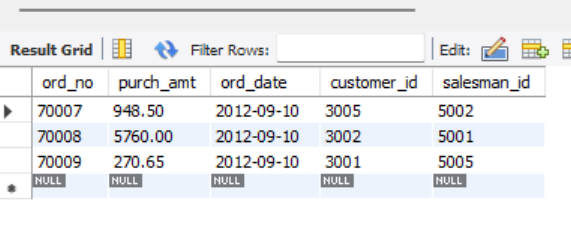 Result Grid Filter Rows: Edit:
ord_no purch_amt ord_date customer_id salesman_id
70007 948.50 2012-09-10 3005 5002
70008 5760.00 2012-09-10 3002 5001
70009 270.65 2012-09-10 3001 5005
NULL NULL NULL NULL NULL